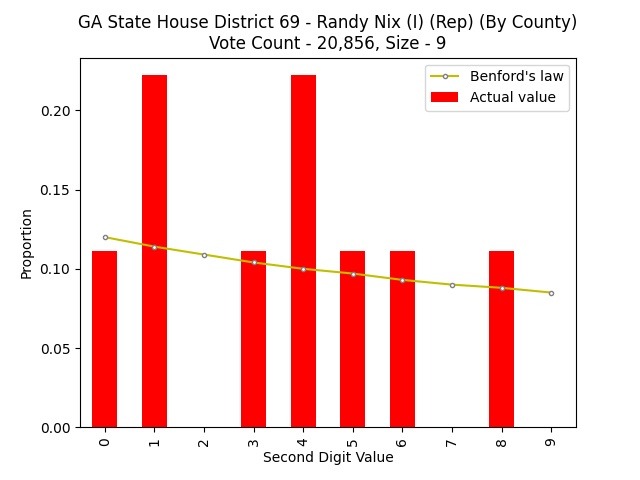 GA State House District 69 - Randy Nix (I) (Rep) (By County)
Vote Count - 20,856, Size - 9
Benford's law
Actual value
0.20
0.15
0.10
0.05
0.00
Proportion
0 1 2 3 4 5 6 7 8 9
Second Digit Value